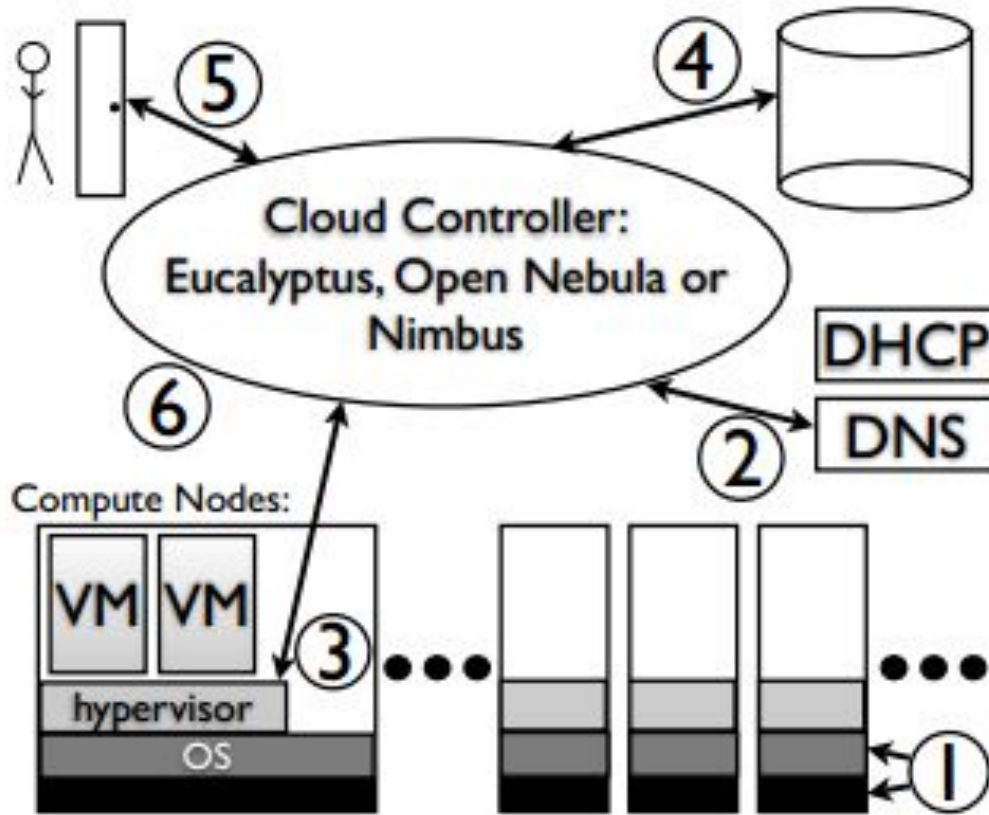 5
4
Cloud Controller:
Eucalyptus, Open Nebula or
Nimbus
DHCP
6
2
DNS
Compute Nodes:
VM VM
3
hypervisor
OS
1